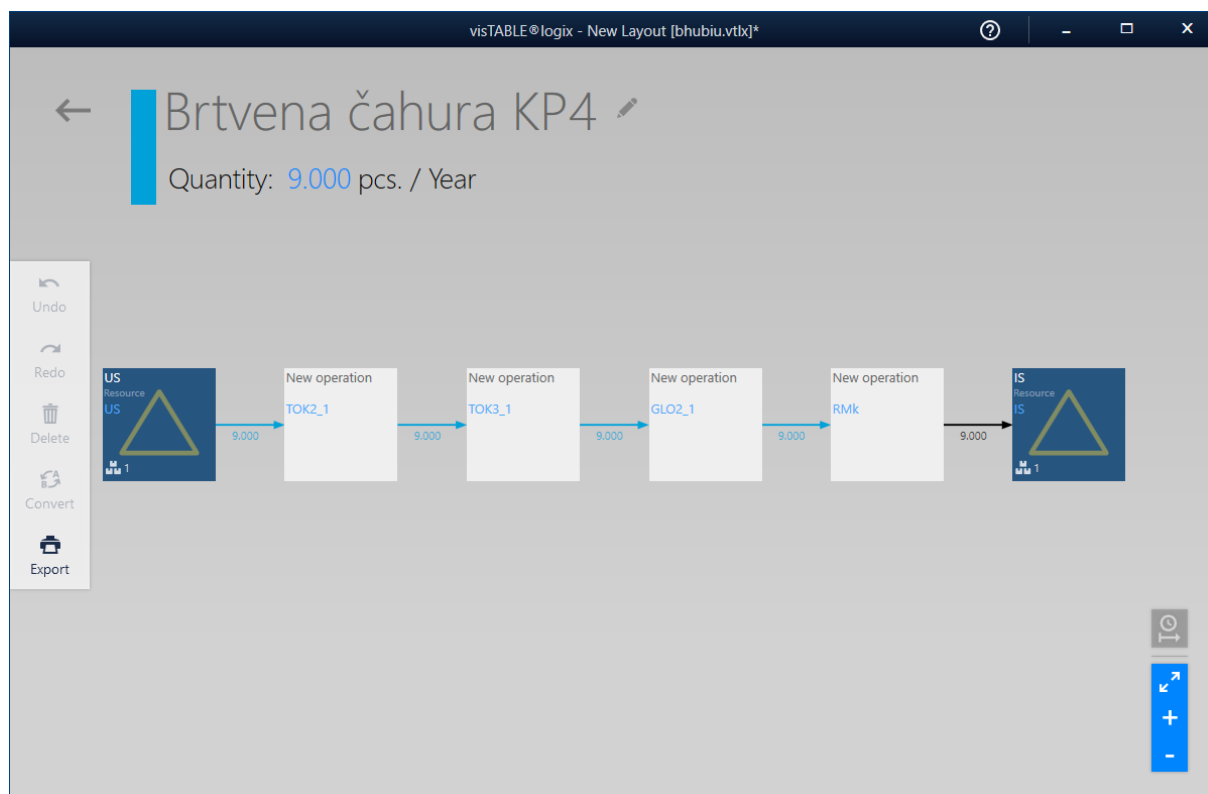 visTABLE®logix - New Layout [bhubiu.vtlx]*
Brtvena čahura KP4
Quantity: 9.000 pcs. / Year
Undo
Redo
Delete
Convert
Export
US
Resource
US
1
9.000
New operation
TOK2_1
9.000
New operation
TOK3_1
9.000
New operation
GLO2_1
9.000
New operation
RMk
9.000
IS
Resource
IS
1